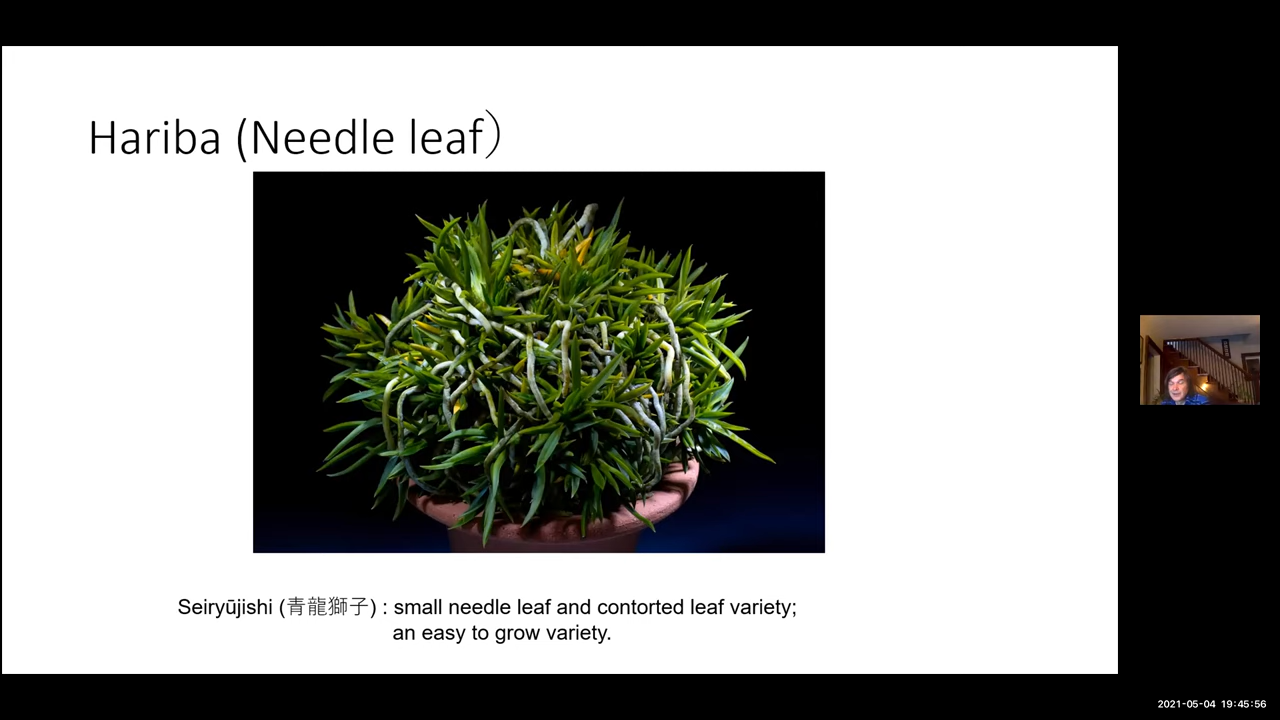 Hariba (Needle leaf）
Seiryūjishi (青龍獅子) : small needle leaf and contorted leaf variety;
an easy to grow variety.
2021-05-04 19:45:56